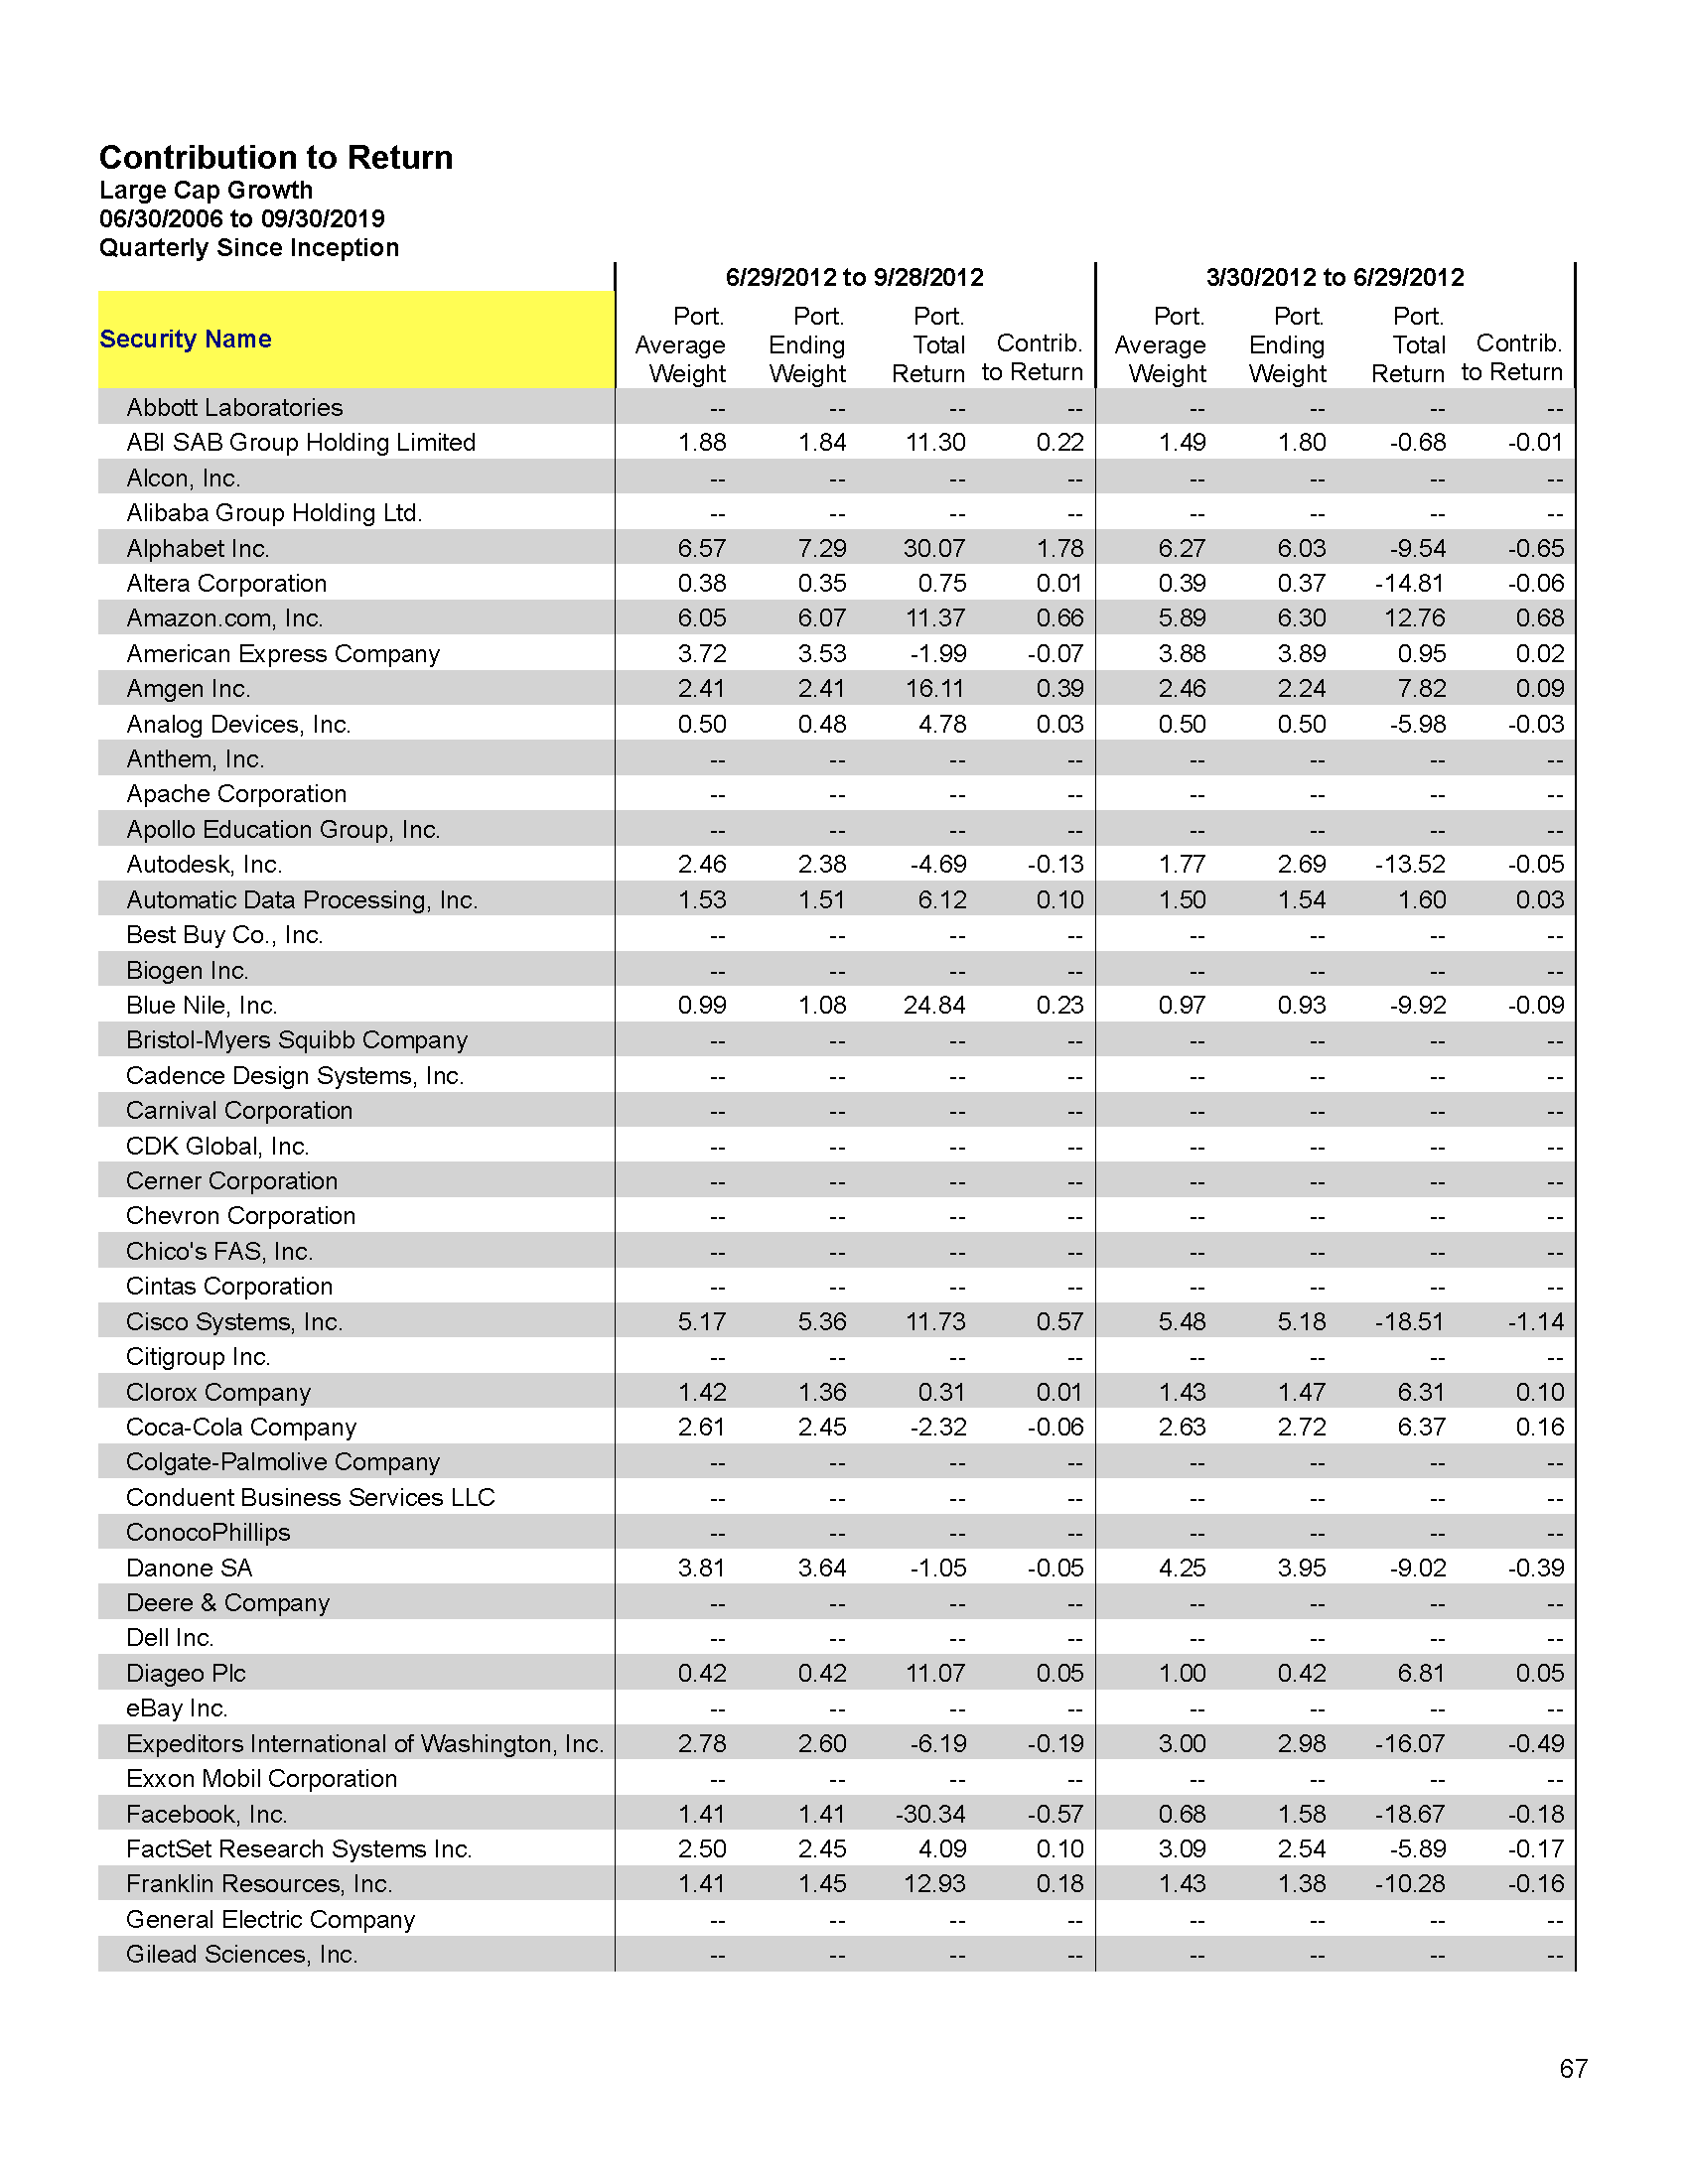 Contribution to Return
Large Cap Growth
06/30/2006 to 09/30/2019
Quarterly Since Inception
6/29/2012 to 9/28/2012 3/30/2012 to 6/29/2012
Security Name Port. Average Weight Port. Ending Weight Port. Total Return Contrib. to Return Port. Average Weight Port. Ending Weight Port. Total Return Contrib. to Return
Abbott Laboratories -- -- -- -- -- -- -- --
ABI SAB Group Holding Limited 1.88 1.84 11.30 0.22 1.49 1.80 -0.68 -0.01
Alcon, Inc. -- -- -- -- -- -- -- --
Alibaba Group Holding Ltd. -- -- -- -- -- -- -- --
Alphabet Inc. 6.57 7.29 30.07 1.78 6.27 6.03 -9.54 -0.65
Altera Corporation 0.38 0.35 0.75 0.01 0.39 0.37 -14.81 -0.06
Amazon.com, Inc. 6.05 6.07 11.37 0.66 5.89 6.30 12.76 0.68
American Express Company 3.72 3.53 -1.99 -0.07 3.88 3.89 0.95 0.02
Amgen Inc. 2.41 2.41 16.11 0.39 2.46 2.24 7.82 0.09
Analog Devices, Inc. 0.50 0.48 4.78 0.03 0.50 0.50 -5.98 -0.03
Anthem, Inc. -- -- -- -- -- -- -- --
Apache Corporation -- -- -- -- -- -- -- --
Apollo Education Group, Inc. -- -- -- -- -- -- -- --
Autodesk, Inc. 2.46 2.38 -4.69 -0.13 1.77 2.69 -13.52 -0.05
Automatic Data Processing, Inc. 1.53 1.51 6.12 0.10 1.50 1.54 1.60 0.03
Best Buy Co., Inc. -- -- -- -- -- -- -- --
Biogen Inc. -- -- -- -- -- -- -- --
Blue Nile, Inc. 0.99 1.08 24.84 0.23 0.97 0.93 -9.92 -0.09
Bristol-Myers Squibb Company -- -- -- -- -- -- -- --
Cadence Design Systems, Inc. -- -- -- -- -- -- -- --
Carnival Corporation -- -- -- -- -- -- -- --
CDK Global, Inc. -- -- -- -- -- -- -- --
Cerner Corporation -- -- -- -- -- -- -- --
Chevron Corporation -- -- -- -- -- -- -- --
Chico's FAS, Inc. -- -- -- -- -- -- -- --
Cintas Corporation -- -- -- -- -- -- -- --
Cisco Systems, Inc. 5.17 5.36 11.73 0.57 5.48 5.18 -18.51 -1.14
Citigroup Inc. -- -- -- -- -- -- -- --
Clorox Company 1.42 1.36 0.31 0.01 1.43 1.47 6.31 0.10
Coca-Cola Company 2.61 2.45 -2.32 -0.06 2.63 2.72 6.37 0.16
Colgate-Palmolive Company -- -- -- -- -- -- -- --
Conduent Business Services LLC -- -- -- -- -- -- -- --
ConocoPhillips -- -- -- -- -- -- -- --
Danone SA 3.81 3.64 -1.05 -0.05 4.25 3.95 -9.02 -0.39
Deere & Company -- -- -- -- -- -- -- --
Dell Inc. -- -- -- -- -- -- -- --
Diageo Plc 0.42 0.42 11.07 0.05 1.00 0.42 6.81 0.05
eBay Inc. -- -- -- -- -- -- -- --
Expeditors International of Washington, Inc. 2.78 2.60 -6.19 -0.19 3.00 2.98 -16.07 -0.49
Exxon Mobil Corporation -- -- -- -- -- -- -- --
Facebook, Inc. 1.41 1.41 -30.34 -0.57 0.68 1.58 -18.67 -0.18
FactSet Research Systems Inc. 2.50 2.45 4.09 0.10 3.09 2.54 -5.89 -0.17
Franklin Resources, Inc. 1.41 1.45 12.93 0.18 1.43 1.38 -10.28 -0.16
General Electric Company -- -- -- -- -- -- -- --
Gilead Sciences, Inc. -- -- -- -- -- -- -- --
67